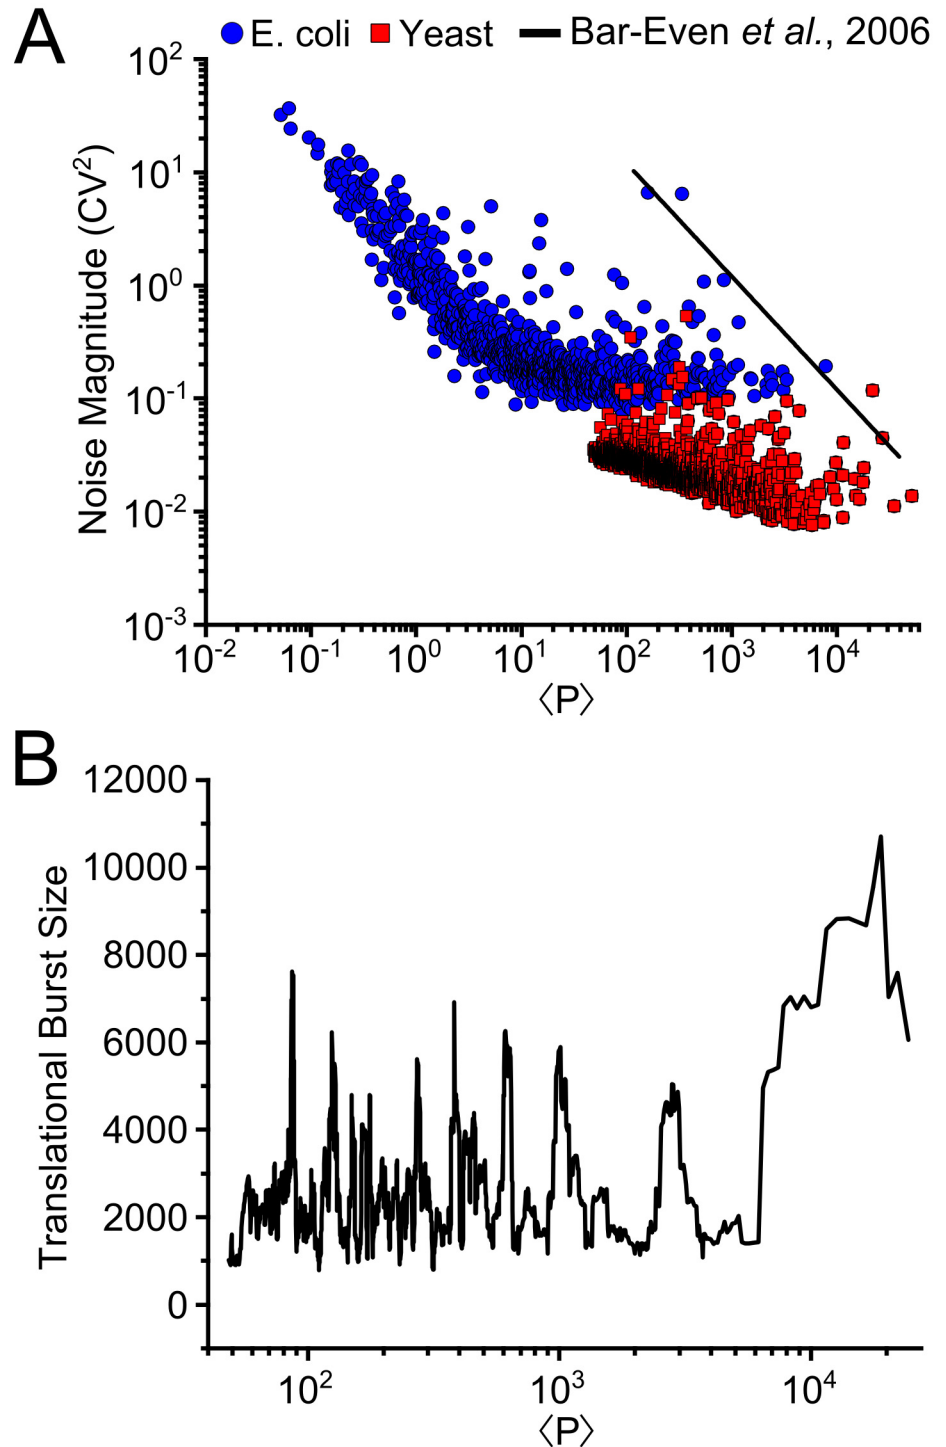 A
E. coli Yeast Bar-Even et al., 2006
10²
10¹
10⁰
10⁻¹
10⁻²
10⁻³
Noise Magnitude (CV²)
10⁻² 10⁻¹ 10⁰ 10¹ 10² 10³ 10⁴
〈P〉
B
12000
10000
8000
6000
4000
2000
0
Translational Burst Size
10² 10³ 10⁴
〈P〉